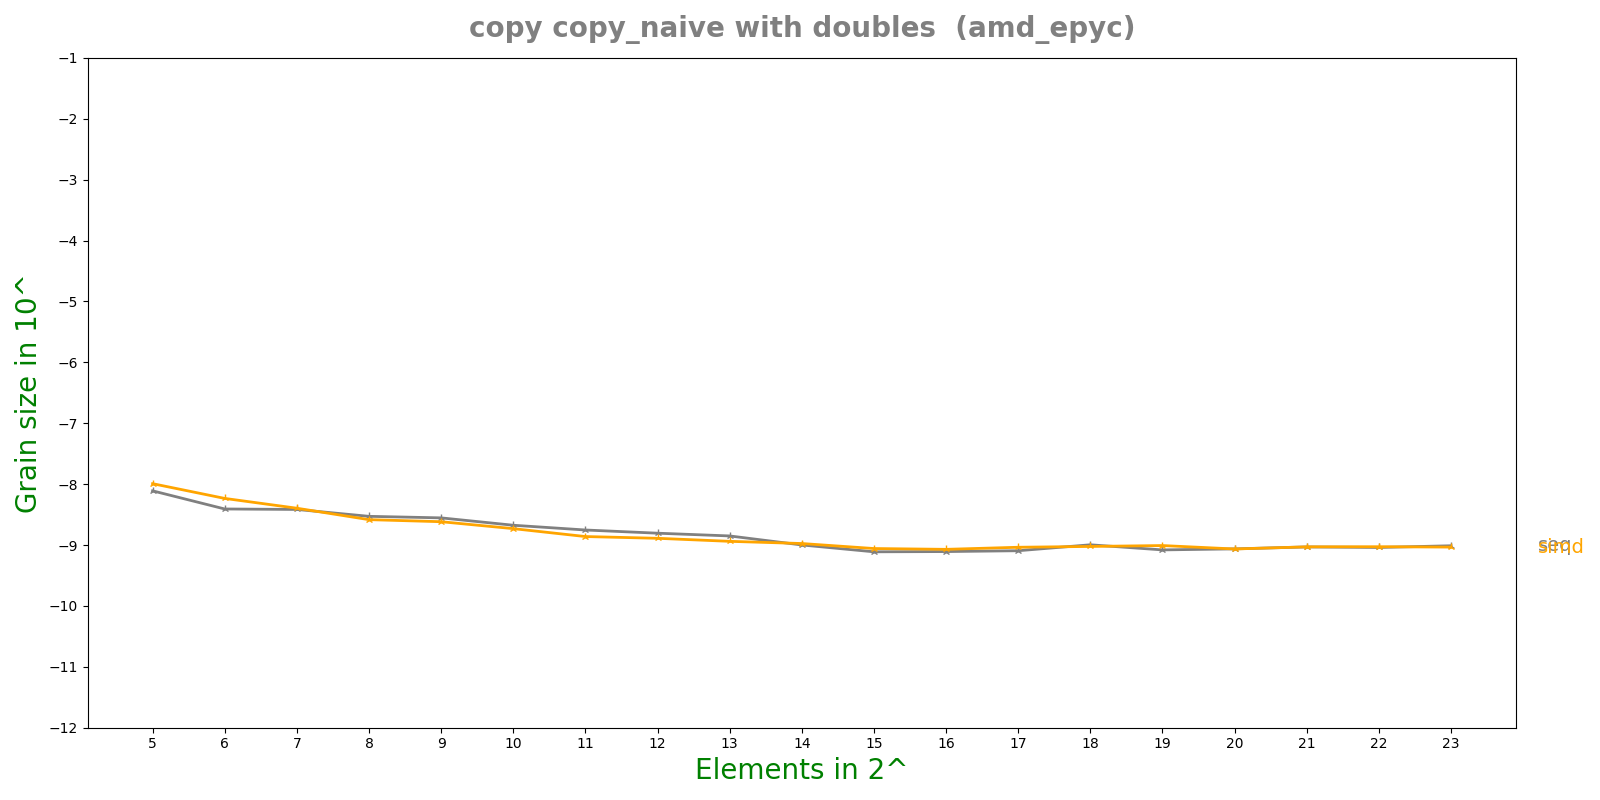 copy copy_naive with doubles  (amd_epyc)
Grain size in 10^
−1
−2
−3
−4
−5
−6
−7
−8
−9
−10
−11
−12
seq
simd
5 6 7 8 9 10 11 12 13 14 15 16 17 18 19 20 21 22 23
Elements in 2^